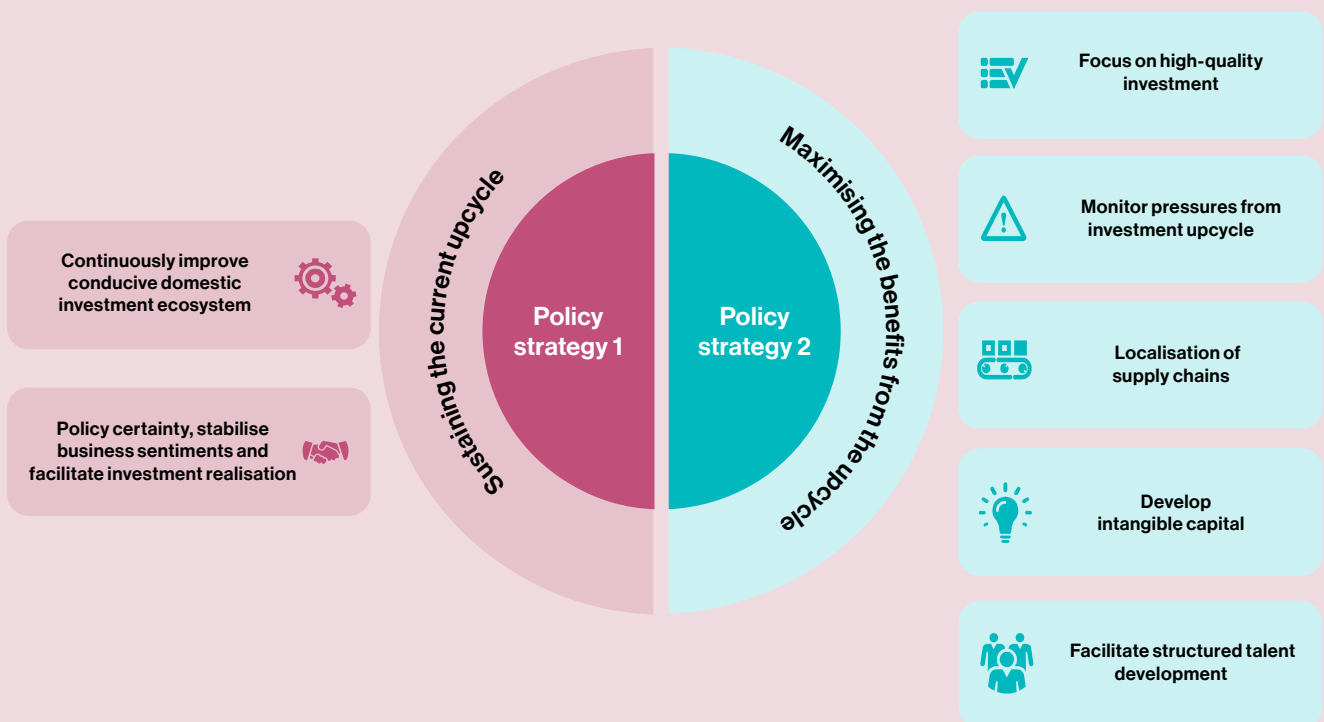 Continuously improve
conducive domestic
investment ecosystem
Policy certainty, stabilise
business sentiments and
facilitate investment realisation
Sustaining the current upcycle
Policy
strategy 1
Policy
strategy 2
Maximising the benefits from the upcycle
Focus on high-quality
investment
Monitor pressures from
investment upcycle
Localisation of
supply chains
Develop
intangible capital
Facilitate structured talent
development